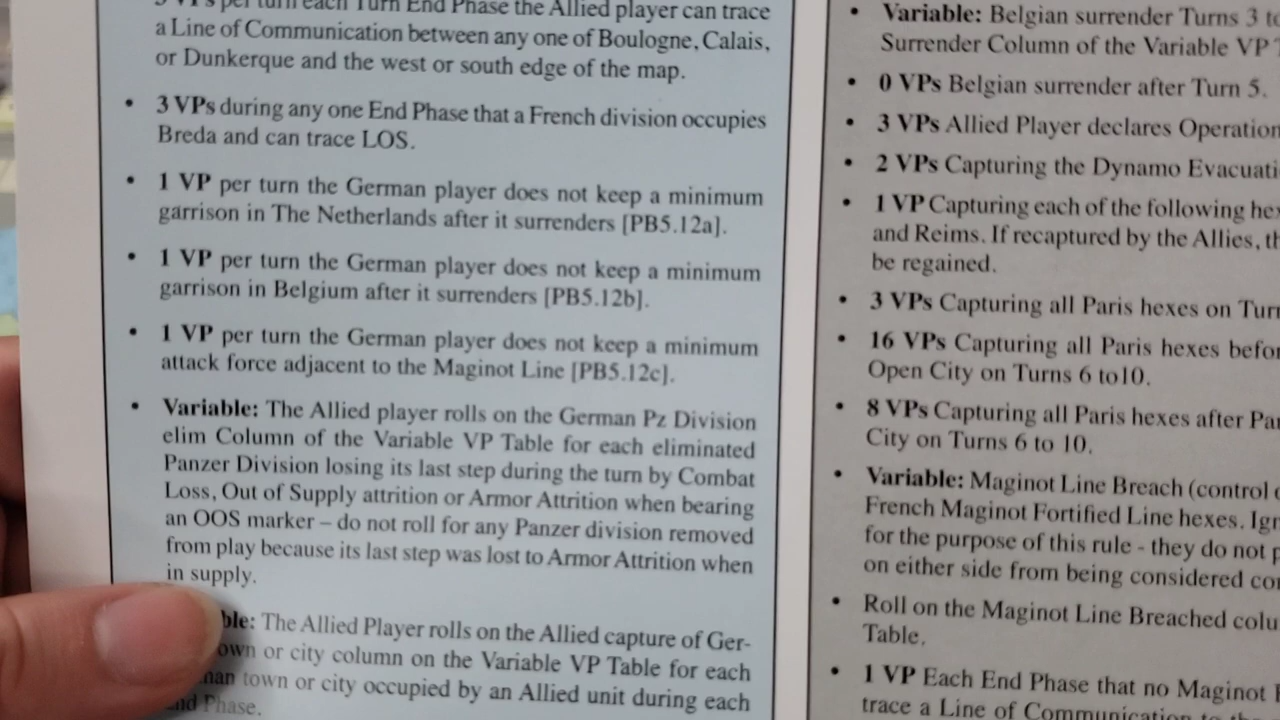 3 VPs per turn each Turn End Phase the Allied player can trace
a Line of Communication between any one of Boulogne, Calais,
or Dunkerque and the west or south edge of the map.
• 3 VPs during any one End Phase that a French division occupies
Breda and can trace LOS.
• 1 VP per turn the German player does not keep a minimum
garrison in The Netherlands after it surrenders [PB5.12a].
• 1 VP per turn the German player does not keep a minimum
garrison in Belgium after it surrenders [PB5.12b].
• 1 VP per turn the German player does not keep a minimum
attack force adjacent to the Maginot Line [PB5.12c].
• Variable: The Allied player rolls on the German Pz Division
elim Column of the Variable VP Table for each eliminated
Panzer Division losing its last step during the turn by Combat
Loss, Out of Supply attrition or Armor Attrition when bearing
an OOS marker – do not roll for any Panzer division removed
from play because its last step was lost to Armor Attrition when
in supply.
ble: The Allied Player rolls on the Allied capture of Ger-
own or city column on the Variable VP Table for each
man town or city occupied by an Allied unit during each
nd Phase.
• Variable: Belgian surrender Turns 3 to
Surrender Column of the Variable VP
• 0 VPs Belgian surrender after Turn 5.
• 3 VPs Allied Player declares Operation
• 2 VPs Capturing the Dynamo Evacuati
• 1 VP Capturing each of the following hex
and Reims. If recaptured by the Allies, th
be regained.
• 3 VPs Capturing all Paris hexes on Turn
• 16 VPs Capturing all Paris hexes befor
Open City on Turns 6 to10.
• 8 VPs Capturing all Paris hexes after Par
City on Turns 6 to 10.
• Variable: Maginot Line Breach (control o
French Maginot Fortified Line hexes. Ign
for the purpose of this rule - they do not p
on either side from being considered con
• Roll on the Maginot Line Breached colu
Table.
• 1 VP Each End Phase that no Maginot
trace a Line of Communication to the